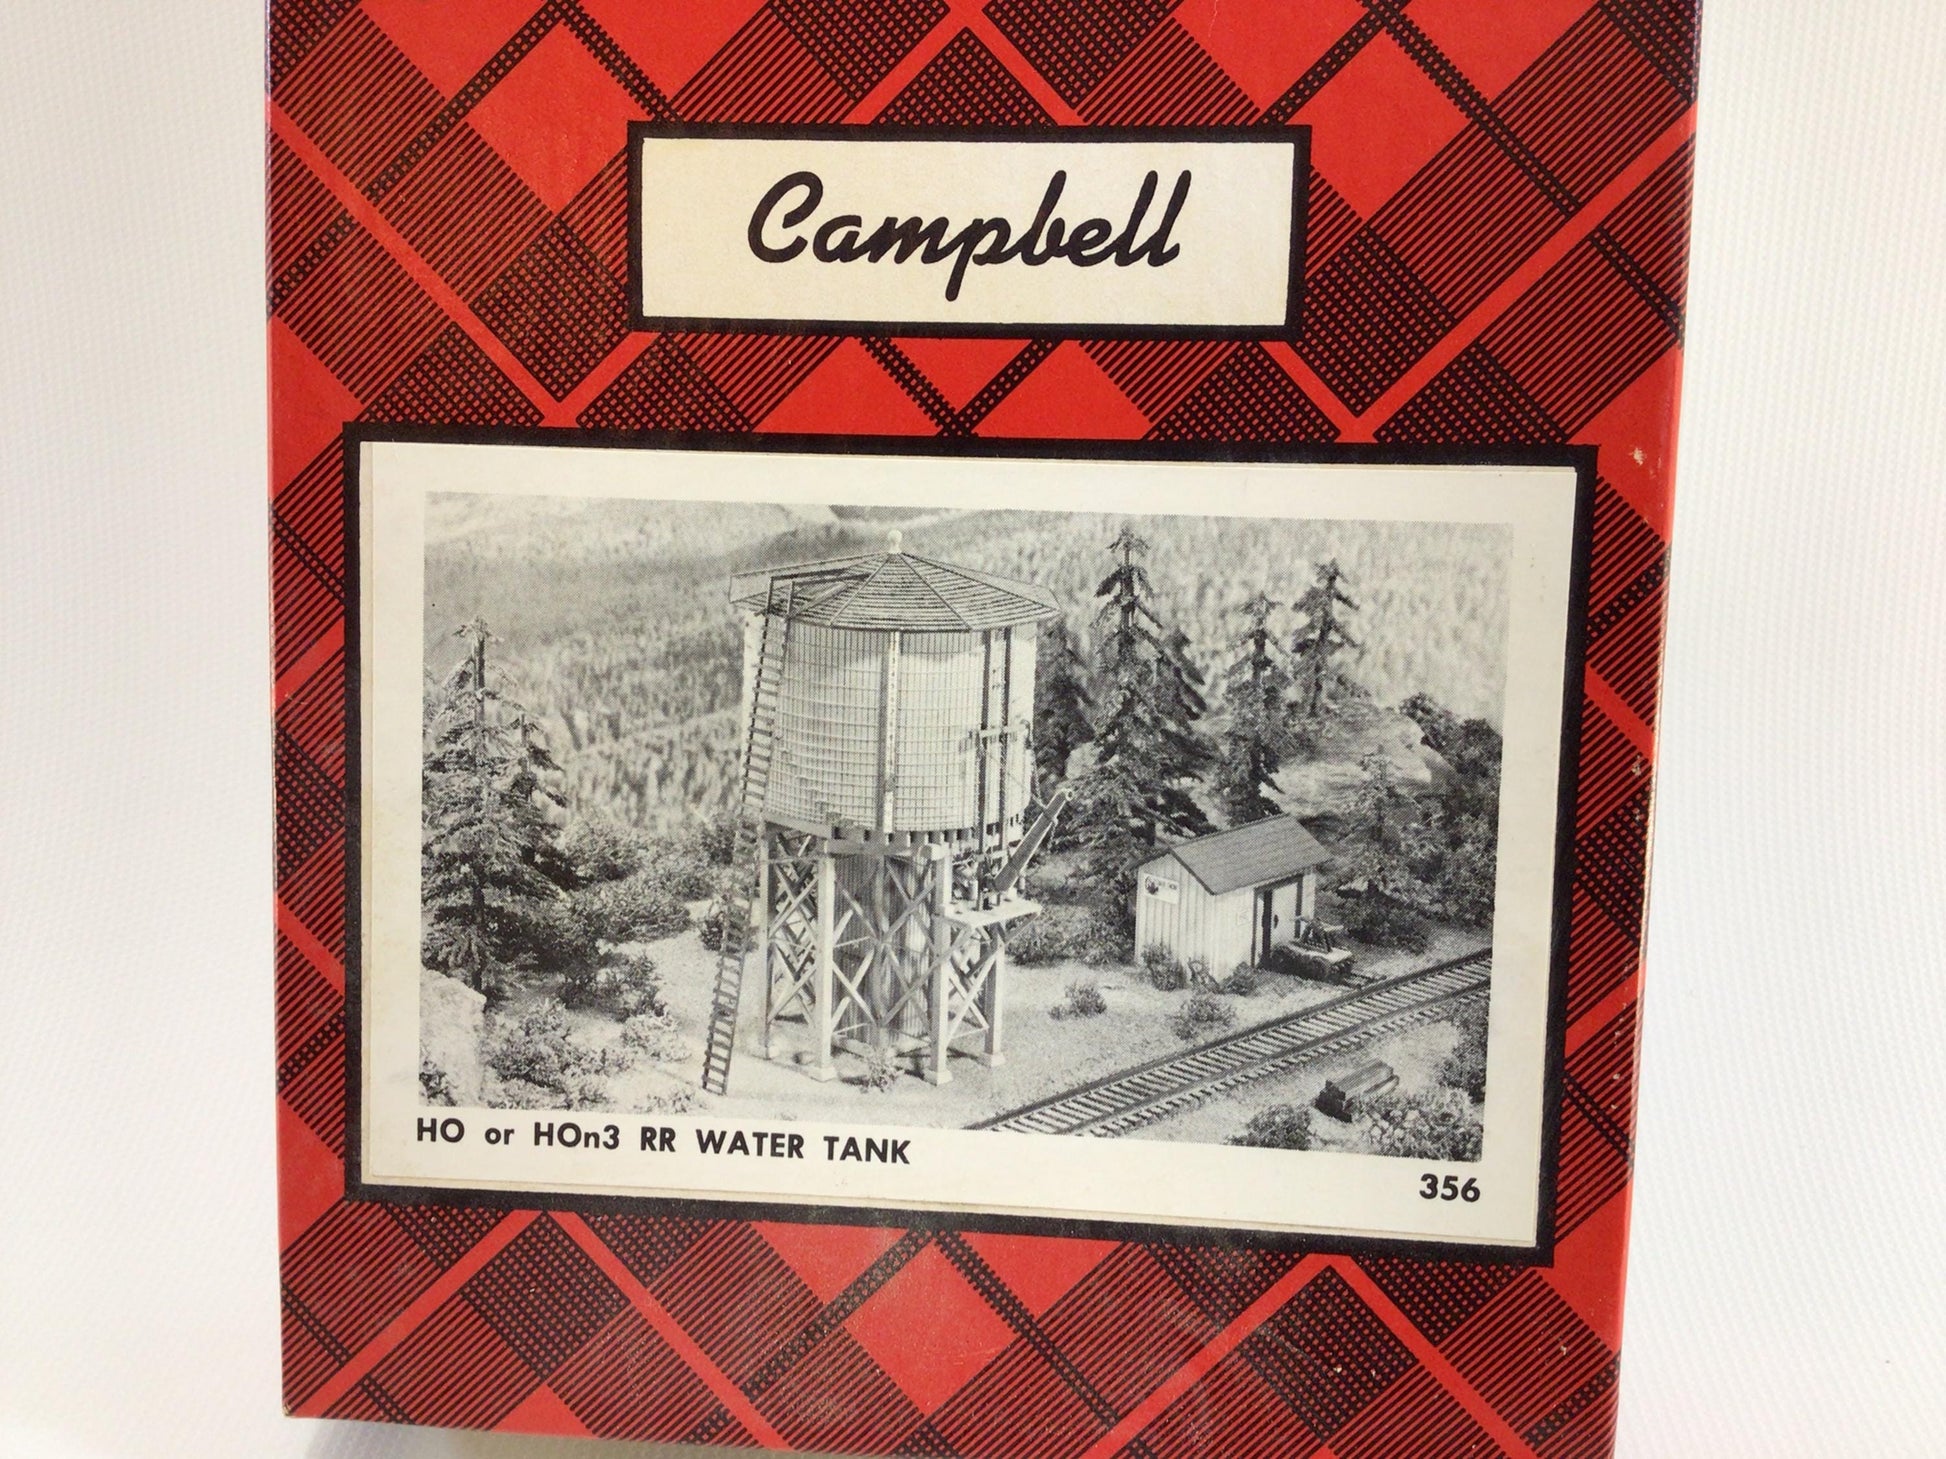 Campbell
HO or HOn3 RR WATER TANK
356